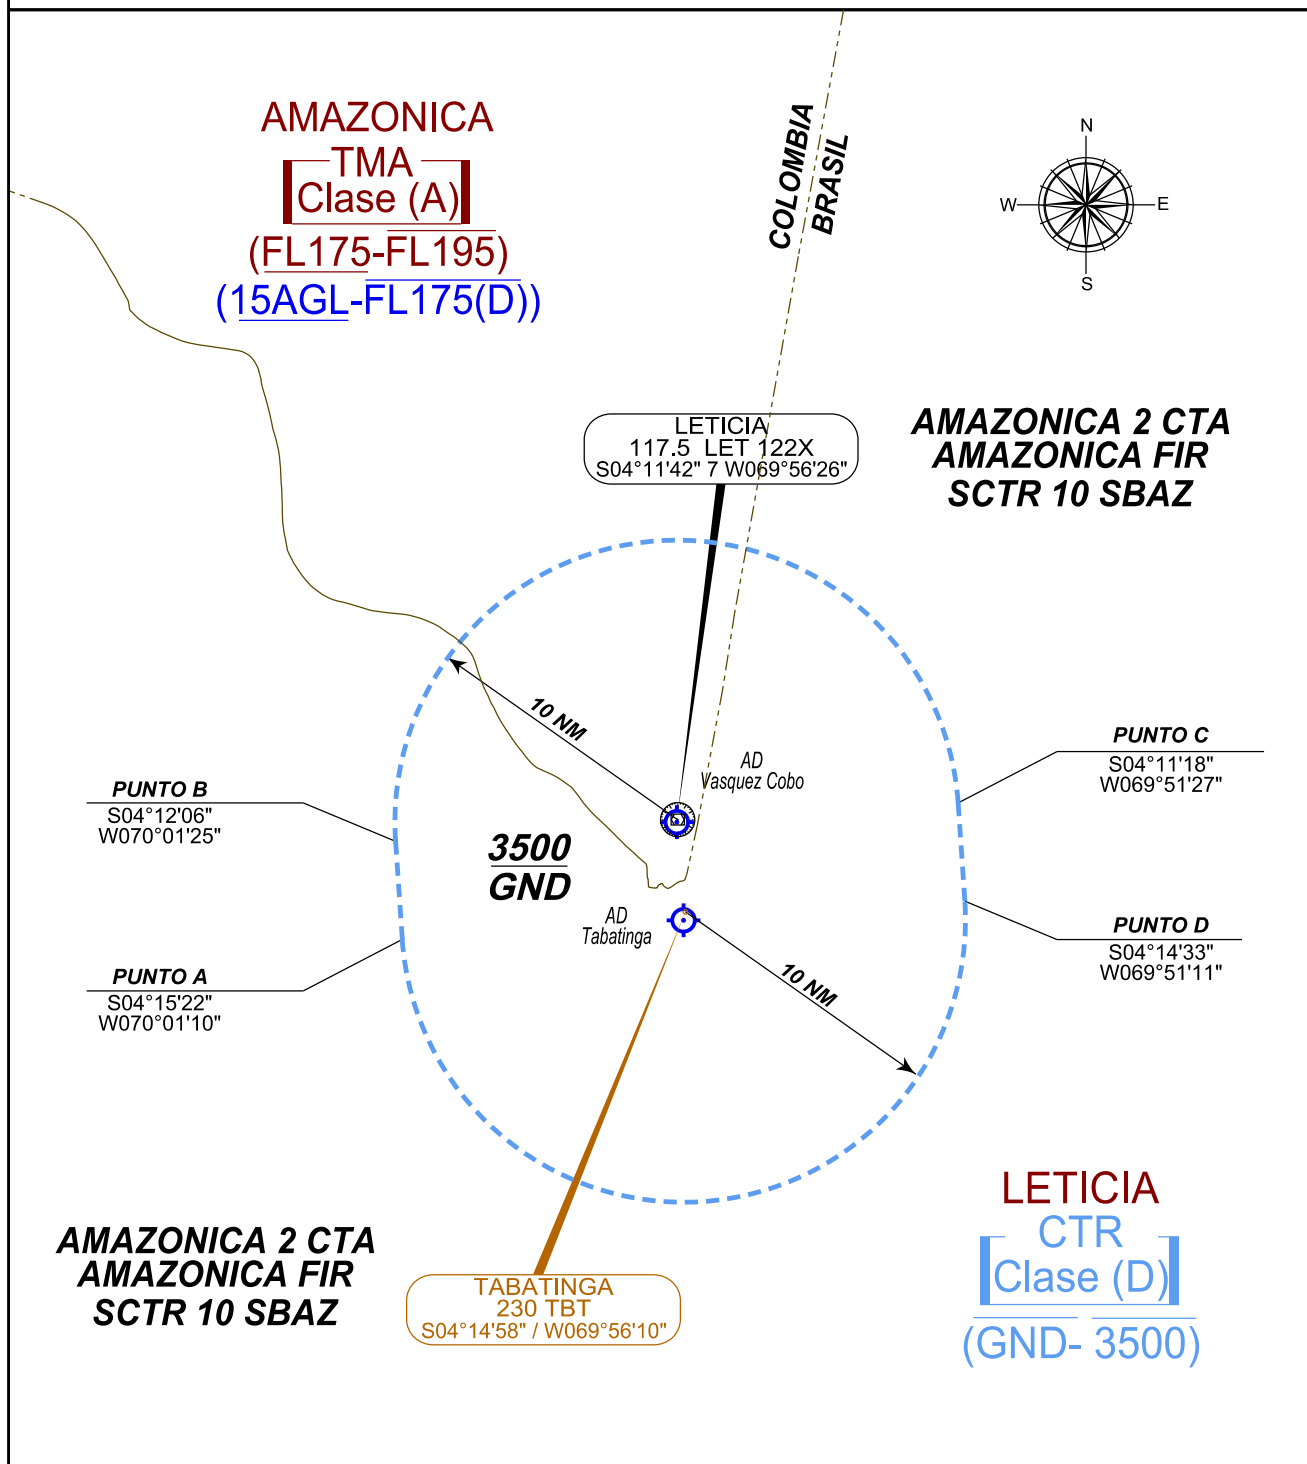 AMAZONICA
TMA
Clase (A)
(FL175-FL195)
(15AGL-FL175(D))
COLOMBIA
BRASIL
N
W
E
S
LETICIA
117.5 LET 122X
S04°11'42" 7 W069°56'26"
AMAZONICA 2 CTA
AMAZONICA FIR
SCTR 10 SBAZ
10 NM
AD
Vasquez Cobo
PUNTO C
S04°11'18"
W069°51'27"
PUNTO B
S04°12'06"
W070°01'25"
3500
GND
AD
Tabatinga
PUNTO D
S04°14'33"
W069°51'11"
PUNTO A
S04°15'22"
W070°01'10"
10 NM
LETICIA
CTR
Clase (D)
(GND- 3500)
AMAZONICA 2 CTA
AMAZONICA FIR
SCTR 10 SBAZ
TABATINGA
230 TBT
S04°14'58" / W069°56'10"